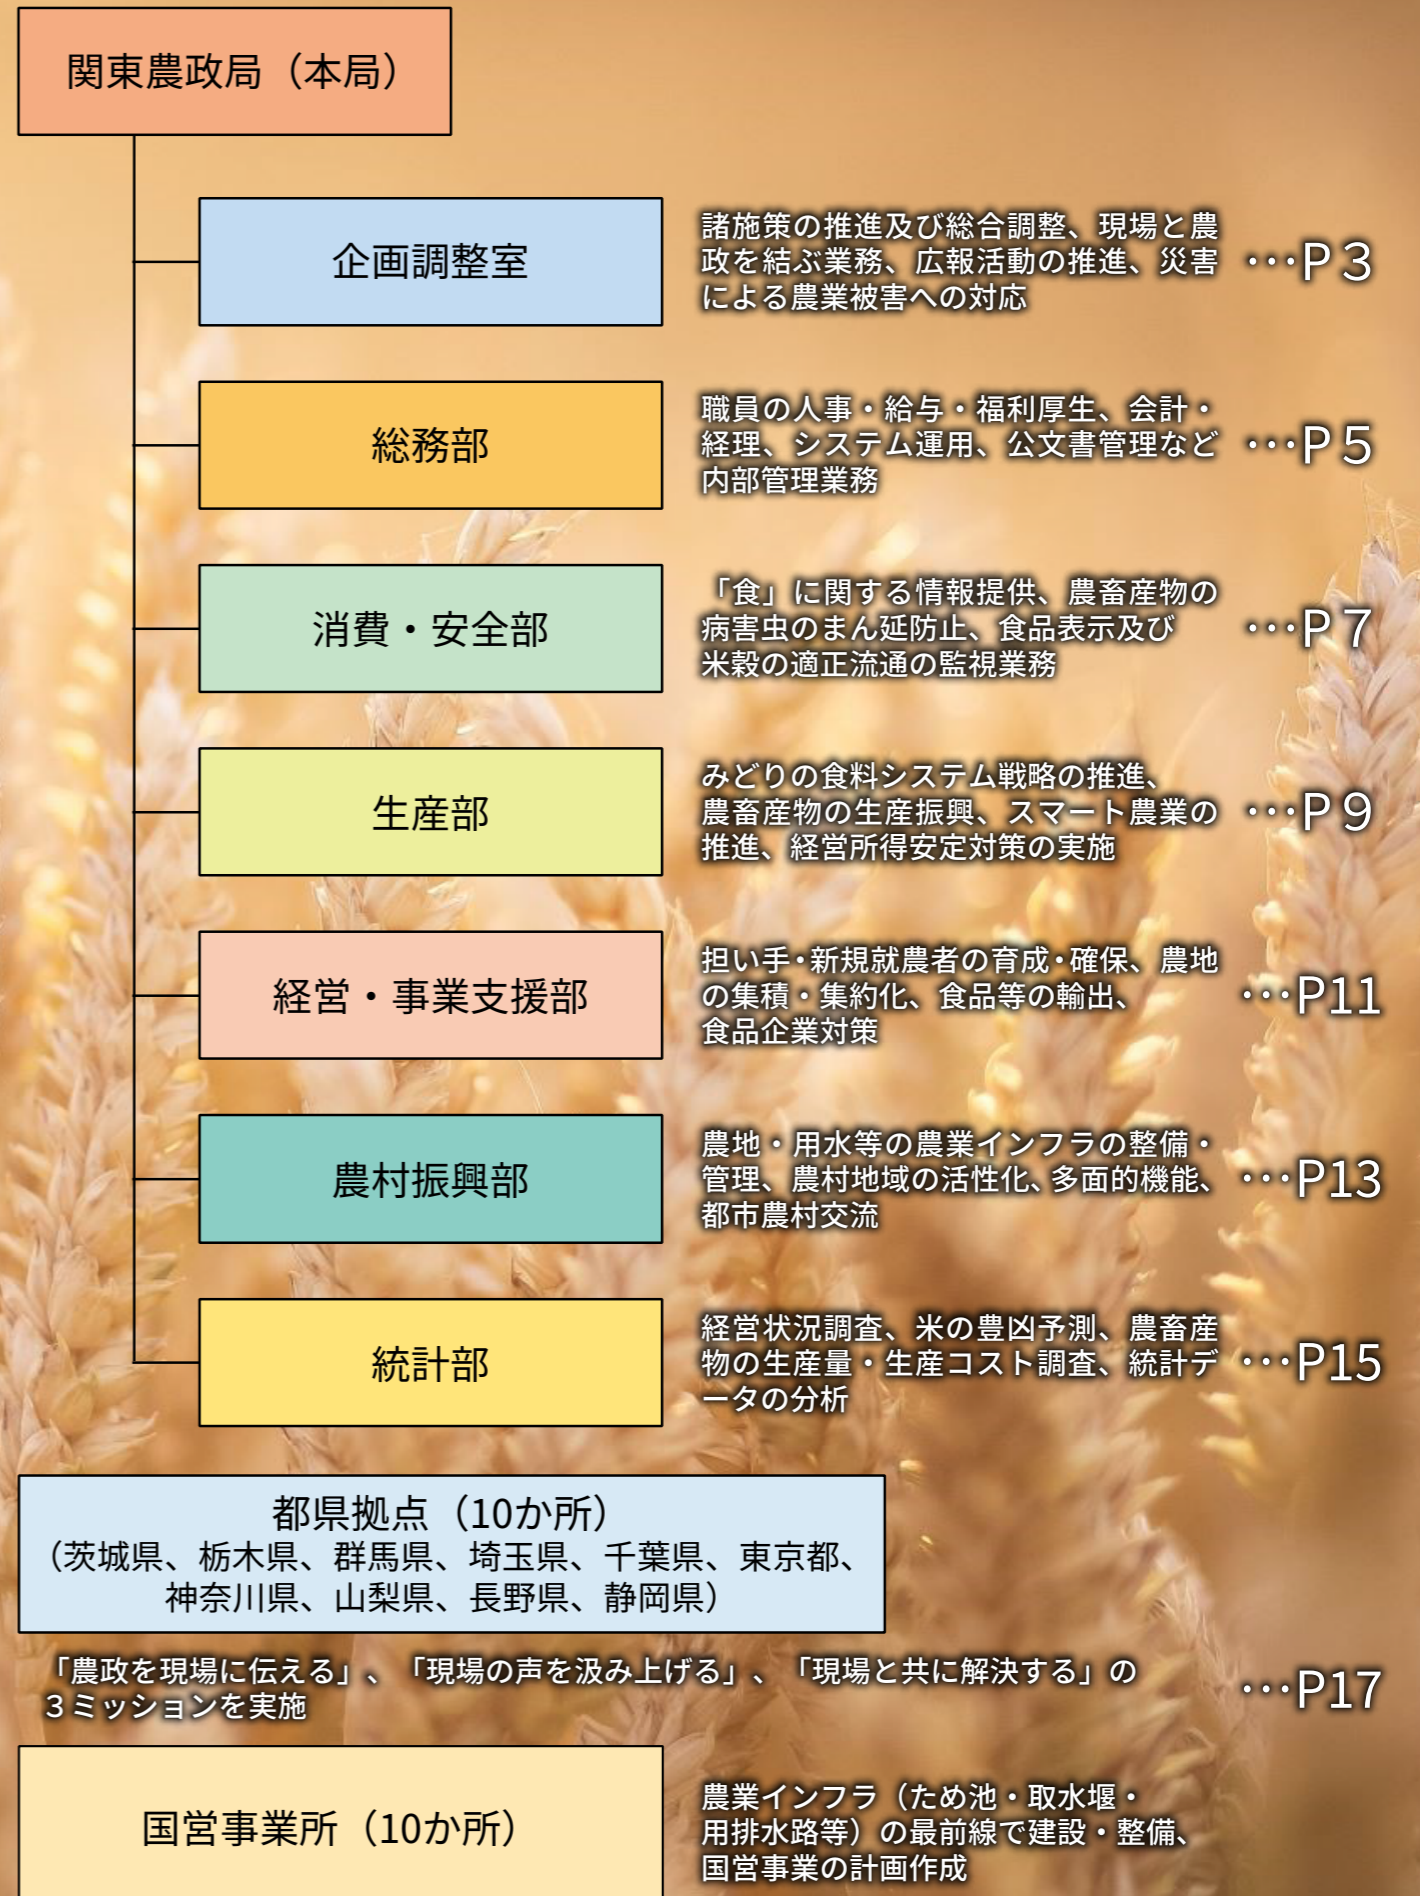 関東農政局（本局）
企画調整室
諸施策の推進及び総合調整、現場と農
政を結ぶ業務、広報活動の推進、災害
による農業被害への対応
…P３
総務部
職員の人事・給与・福利厚生、会計・
経理、システム運用、公文書管理など
内部管理業務
…P５
消費・安全部
「食」に関する情報提供、農畜産物の
病害虫のまん延防止、食品表示及び
米穀の適正流通の監視業務
…P７
生産部
みどりの食料システム戦略の推進、
農畜産物の生産振興、スマート農業の
推進、経営所得安定対策の実施
…P９
経営・事業支援部
担い手・新規就農者の育成・確保、農地
の集積・集約化、食品等の輸出、
食品企業対策
…P11
農村振興部
農地・用水等の農業インフラの整備・
管理、農村地域の活性化、多面的機能、
都市農村交流
…P13
統計部
経営状況調査、米の豊凶予測、農畜産
物の生産量・生産コスト調査、統計デ
ータの分析
…P15
都県拠点（10か所）
（茨城県、栃木県、群馬県、埼玉県、千葉県、東京都、
神奈川県、山梨県、長野県、静岡県）
「農政を現場に伝える」、「現場の声を汲み上げる」、「現場と共に解決する」の
３ミッションを実施
…P17
国営事業所（10か所）
農業インフラ（ため池・取水堰・
用排水路等）の最前線で建設・整備、
国営事業の計画作成